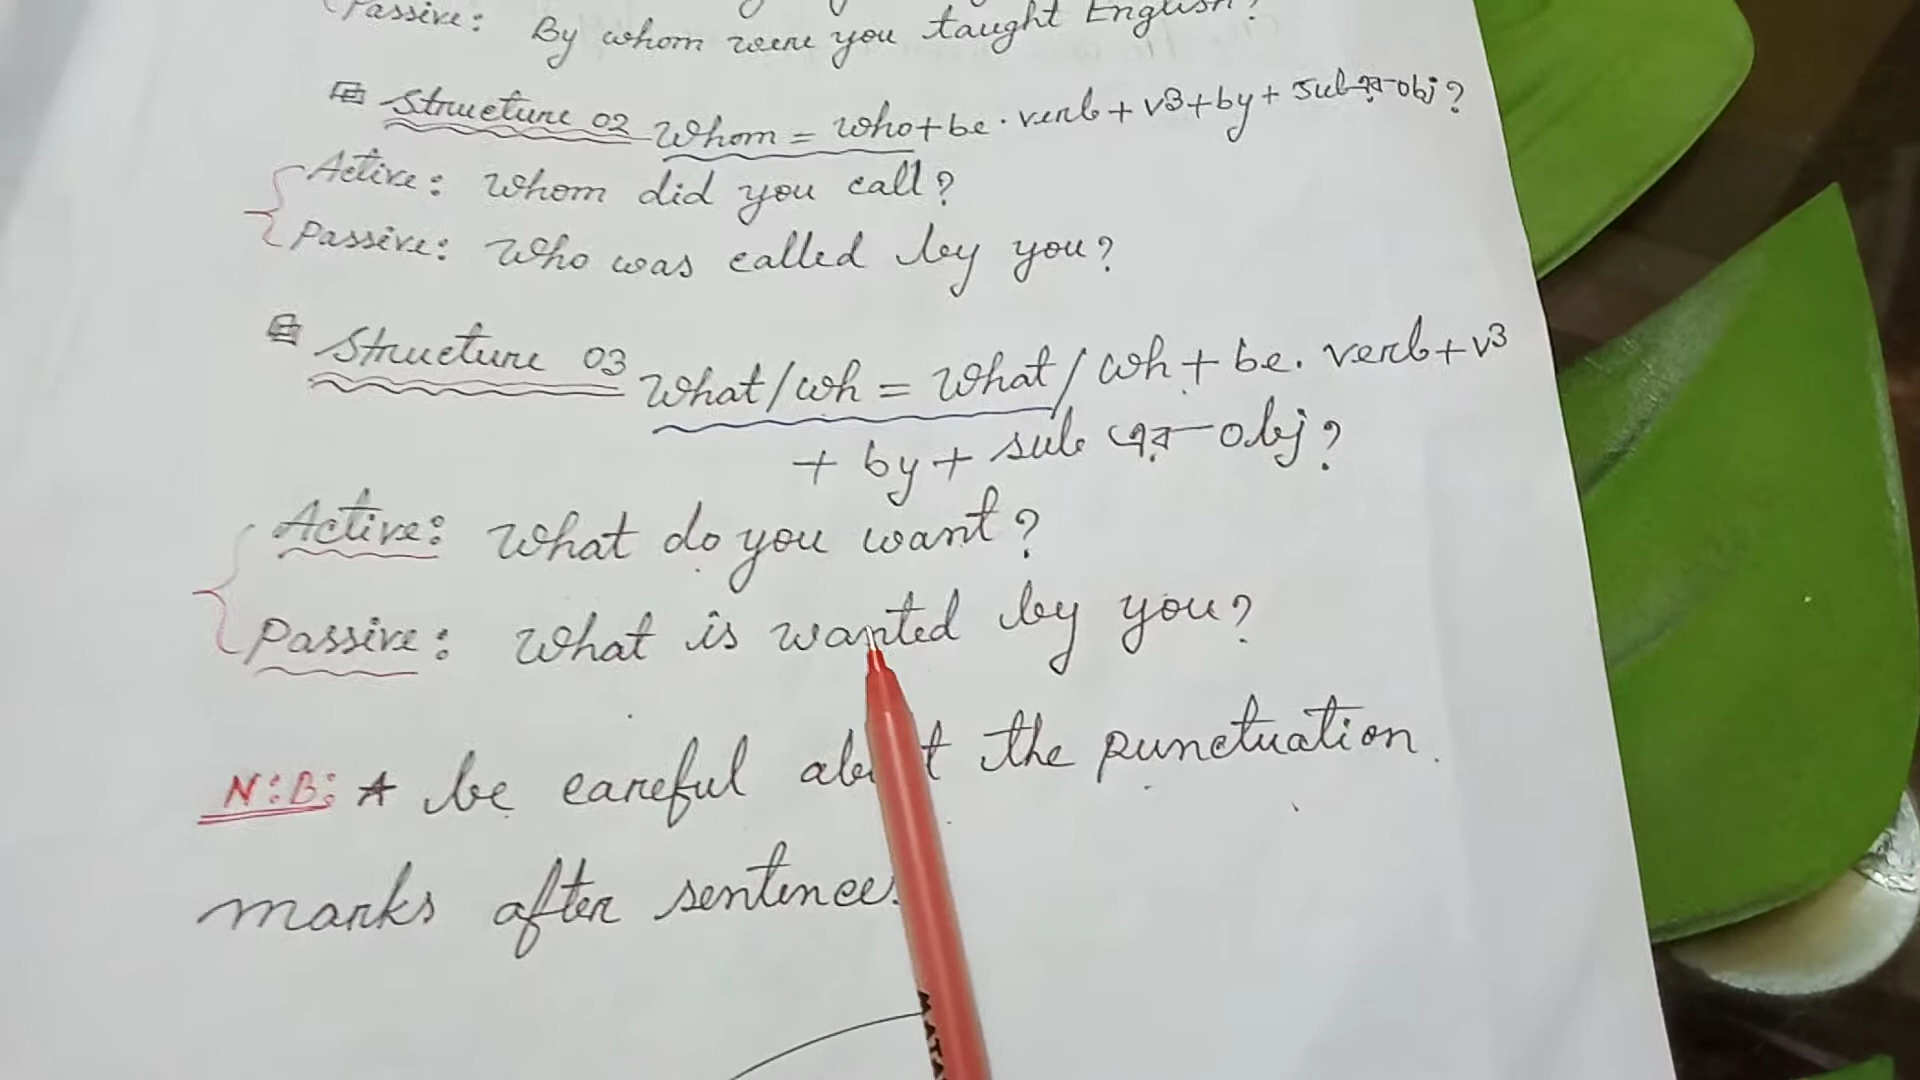 Passive: By whom were you taught English?
Structure 02 Whom = Who + be. verb + v3 + by + sub এর obj?
Active: Whom did you call?
Passive: Who was called by you?
Structure 03 What/wh = What/wh + be. verb + v3
+ by + sub এর obj?
Active: What do you want?
Passive: What is wanted by you?
N:B: ★ be careful about the punctuation
marks after sentence.